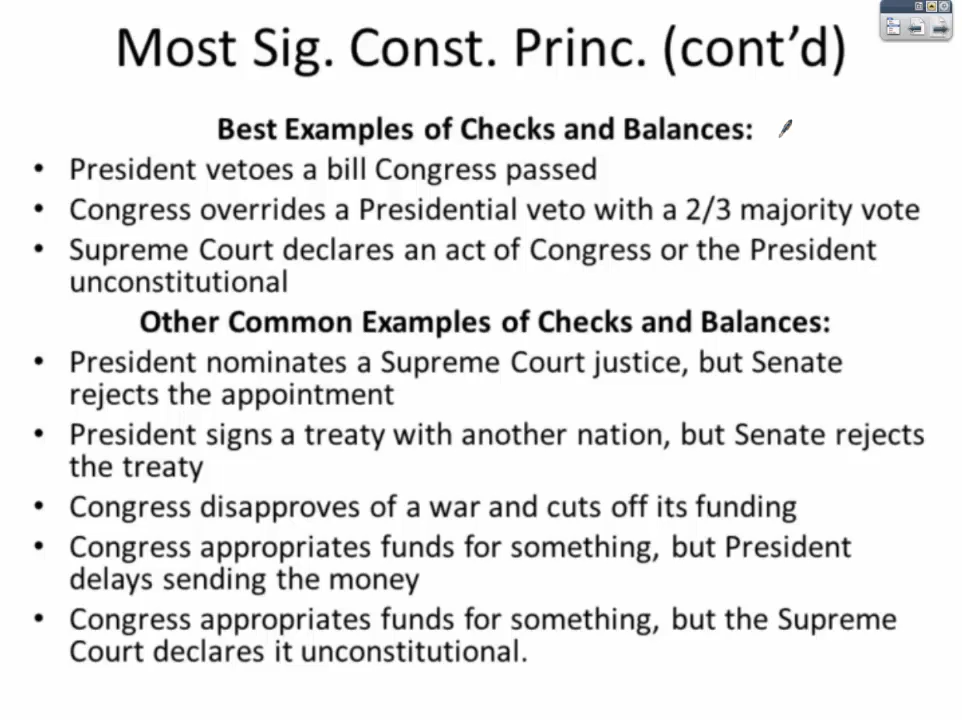 Most Sig. Const. Princ. (cont’d)
Best Examples of Checks and Balances:
• President vetoes a bill Congress passed
• Congress overrides a Presidential veto with a 2/3 majority vote
• Supreme Court declares an act of Congress or the President
unconstitutional
Other Common Examples of Checks and Balances:
• President nominates a Supreme Court justice, but Senate
rejects the appointment
• President signs a treaty with another nation, but Senate rejects
the treaty
• Congress disapproves of a war and cuts off its funding
• Congress appropriates funds for something, but President
delays sending the money
• Congress appropriates funds for something, but the Supreme
Court declares it unconstitutional.